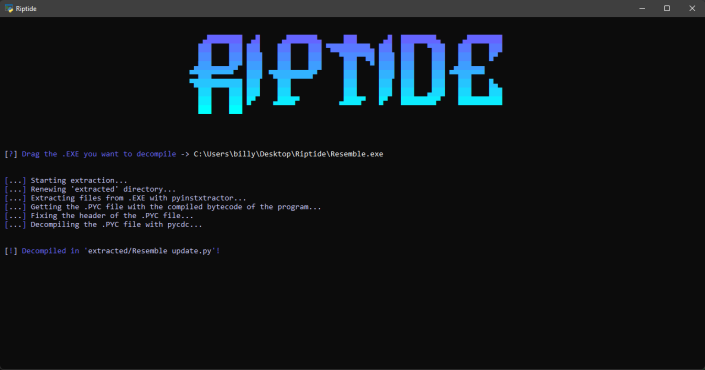 Riptide
RIPTIDE
[?] Drag the .EXE you want to decompile -> C:\Users\billy\Desktop\Riptide\Resemble.exe
[...] Starting extraction...
[...] Renewing 'extracted' directory...
[...] Extracting files from .EXE with pyinstxtractor...
[...] Getting the .PYC file with the compiled bytecode of the program...
[...] Fixing the header of the .PYC file...
[...] Decompiling the .PYC file with pycdc...
[!] Decompiled in 'extracted/Resemble update.py'!